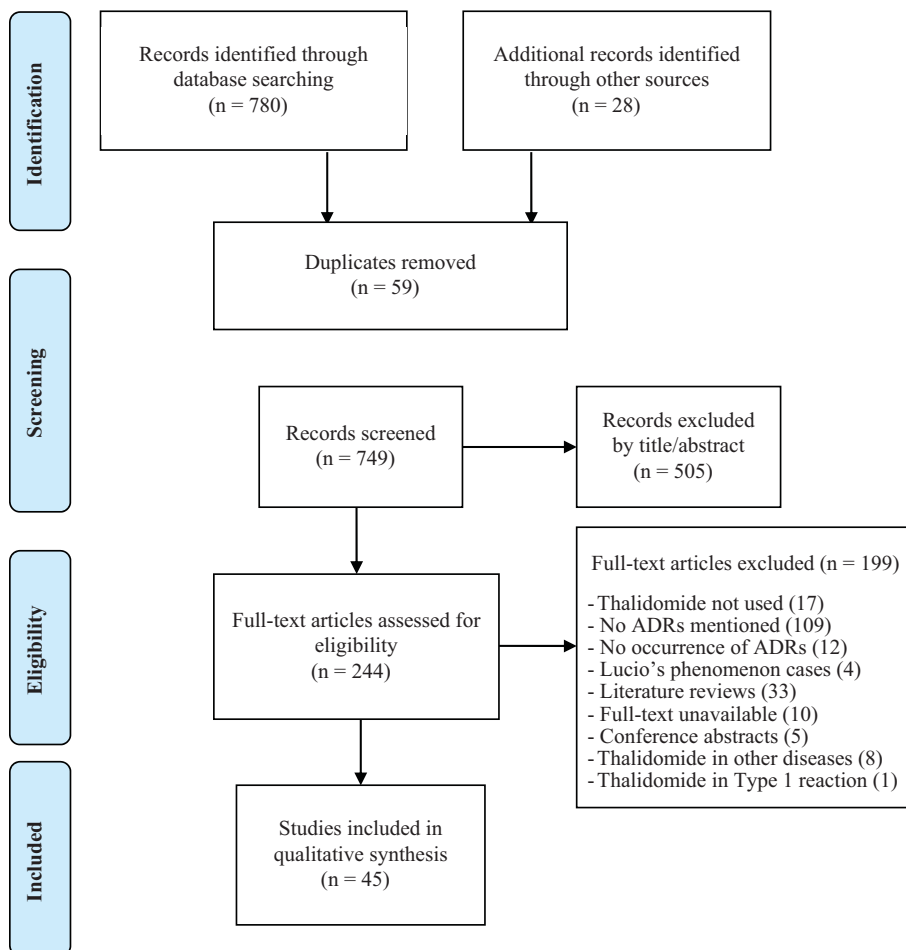 Identification
Records identified through
database searching
(n = 780)
Additional records identified
through other sources
(n = 28)
Duplicates removed
(n = 59)
Screening
Records screened
(n = 749)
Records excluded
by title/abstract
(n = 505)
Eligibility
Full-text articles assessed for
eligibility
(n = 244)
Full-text articles excluded (n = 199)
- Thalidomide not used (17)
- No ADRs mentioned (109)
- No occurrence of ADRs (12)
- Lucio’s phenomenon cases (4)
- Literature reviews (33)
- Full-text unavailable (10)
- Conference abstracts (5)
- Thalidomide in other diseases (8)
- Thalidomide in Type 1 reaction (1)
Included
Studies included in
qualitative synthesis
(n = 45)